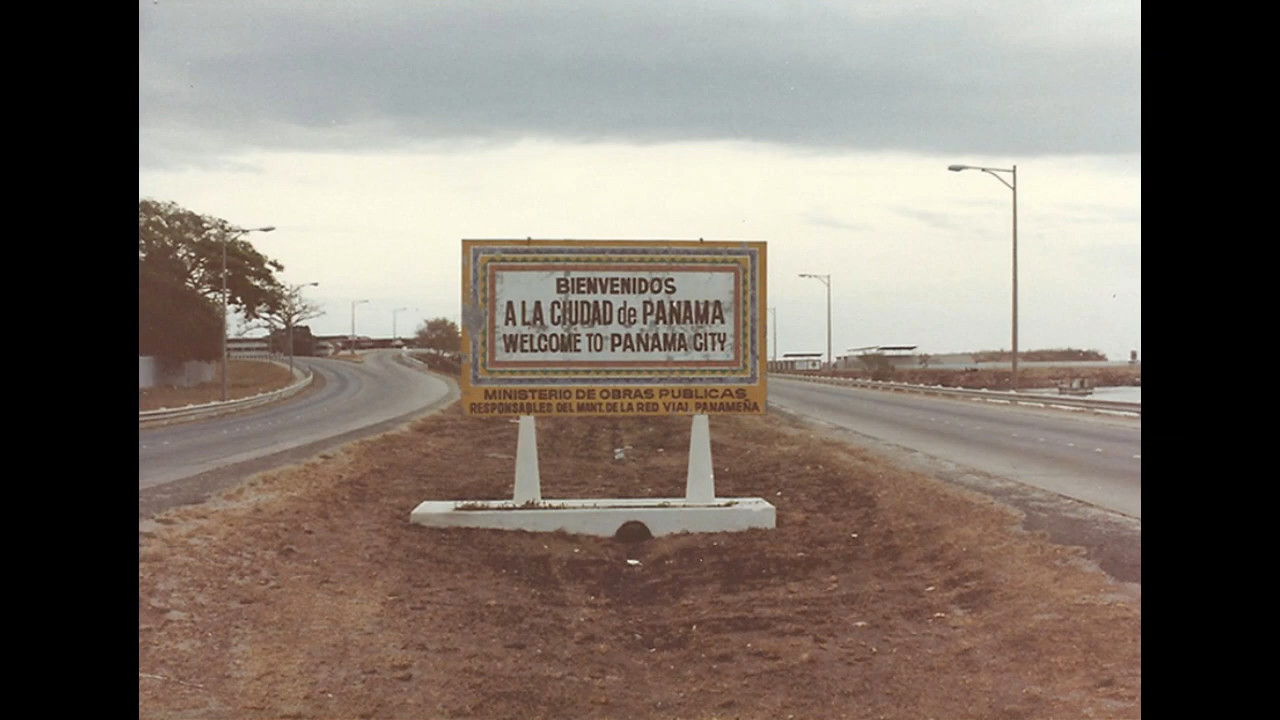 BIENVENIDOS
A LA CIUDAD de PANAMA
WELCOME TO PANAMA CITY
MINISTERIO DE OBRAS PUBLICAS
RESPONSABLES DEL MANT. DE LA RED VIAL PANAMEÑA